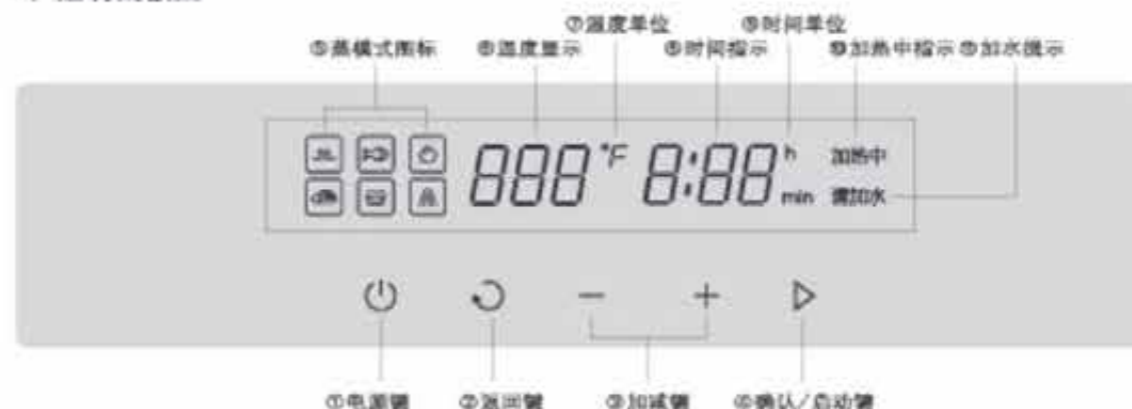 ⑦温度单位 ⑨时间单位
⑤蒸模式图标 ⑥温度显示 ⑧时间指示 ⑩加热中指示 ⑪加水提示
888 °F 8:88 h 加热中
min 需加水
①电源键 ②返回键 ③加减键 ④确认/启动键